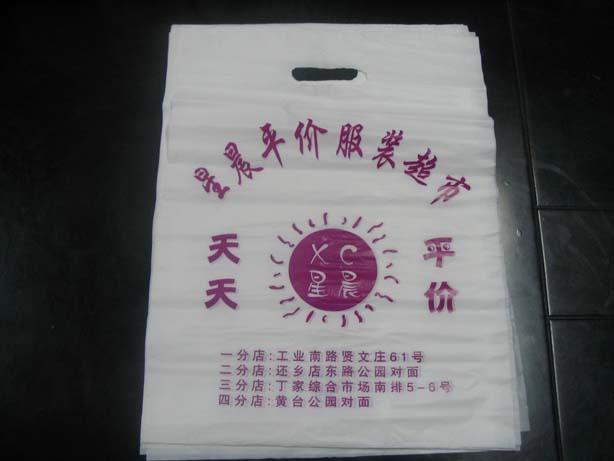 星晨平价服装超市
天天
XC
星晨
平价
一分店:工业南路贤文庄61号
二分店:还乡店东路公园对面
三分店:丁家综合市场南排5-6号
四分店:黄台公园对面